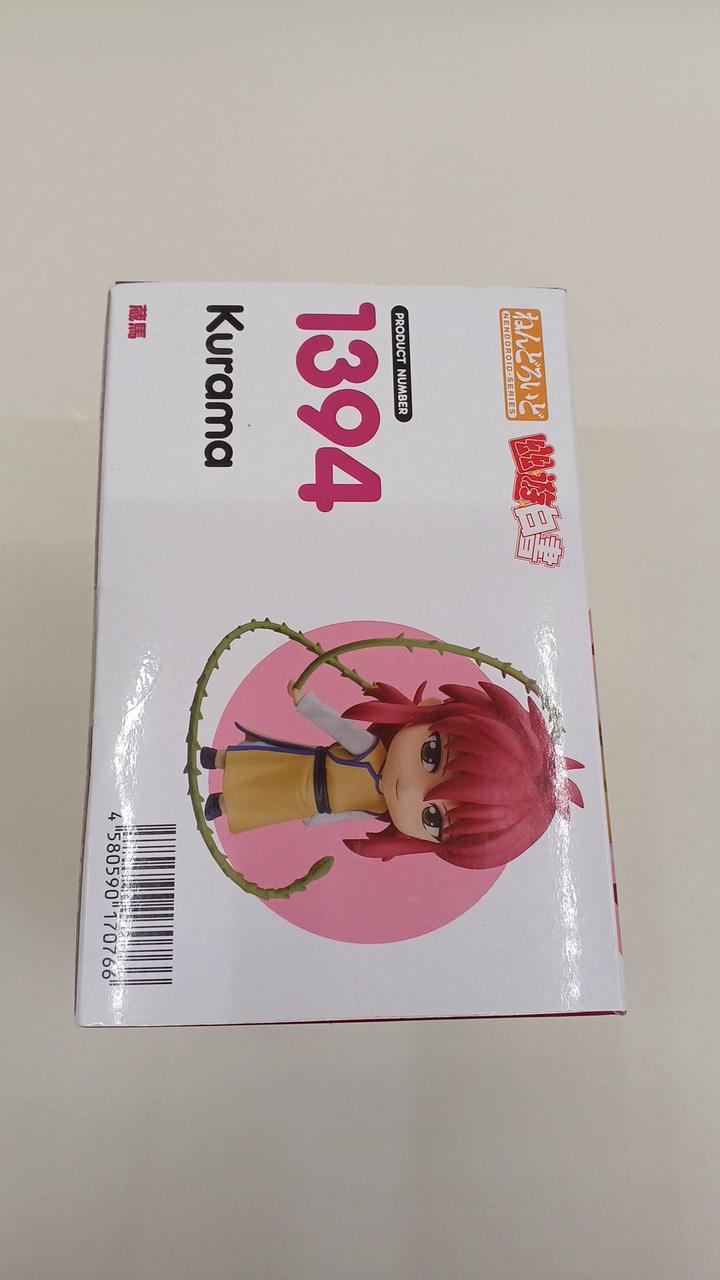 ねんどろいど
NENDOROID·SERIES
幽遊白書
PRODUCT NUMBER
1394
Kurama
蔵馬
4 580590 170766